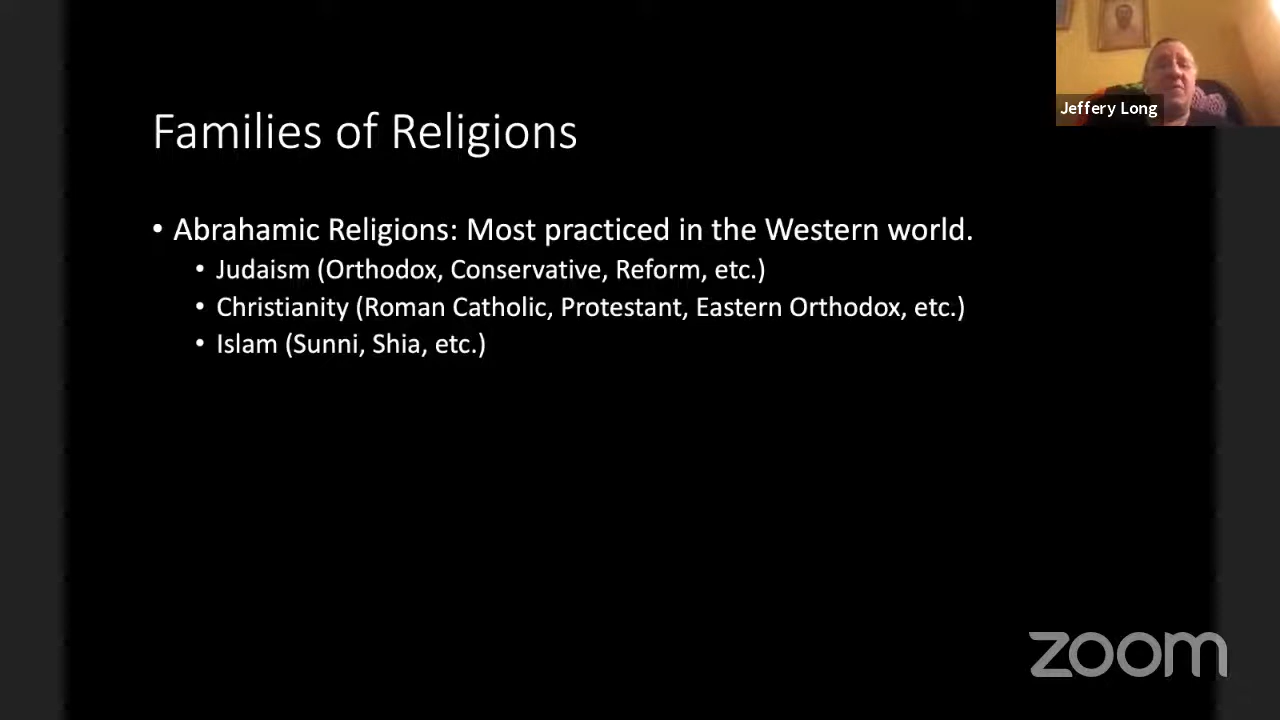 Jeffery Long
Families of Religions
• Abrahamic Religions: Most practiced in the Western world.
• Judaism (Orthodox, Conservative, Reform, etc.)
• Christianity (Roman Catholic, Protestant, Eastern Orthodox, etc.)
• Islam (Sunni, Shia, etc.)
zoom